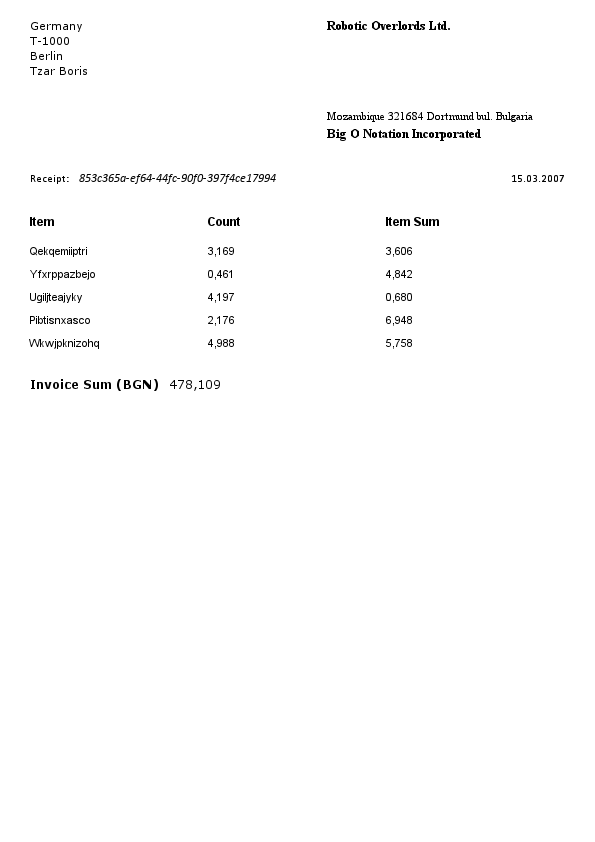 Germany
T-1000
Berlin
Tzar Boris
Robotic Overlords Ltd.
Mozambique 321684 Dortmund bul. Bulgaria
Big O Notation Incorporated
Receipt: 853c365a-ef64-44fc-90f0-397f4ce17994 15.03.2007
Item Count Item Sum
Qekqemiiptri 3,169 3,606
Yfxrppazbejo 0,461 4,842
Ugiljteajyky 4,197 0,680
Pibtisnxasco 2,176 6,948
Wkwjpknizohq 4,988 5,758
Invoice Sum (BGN) 478,109